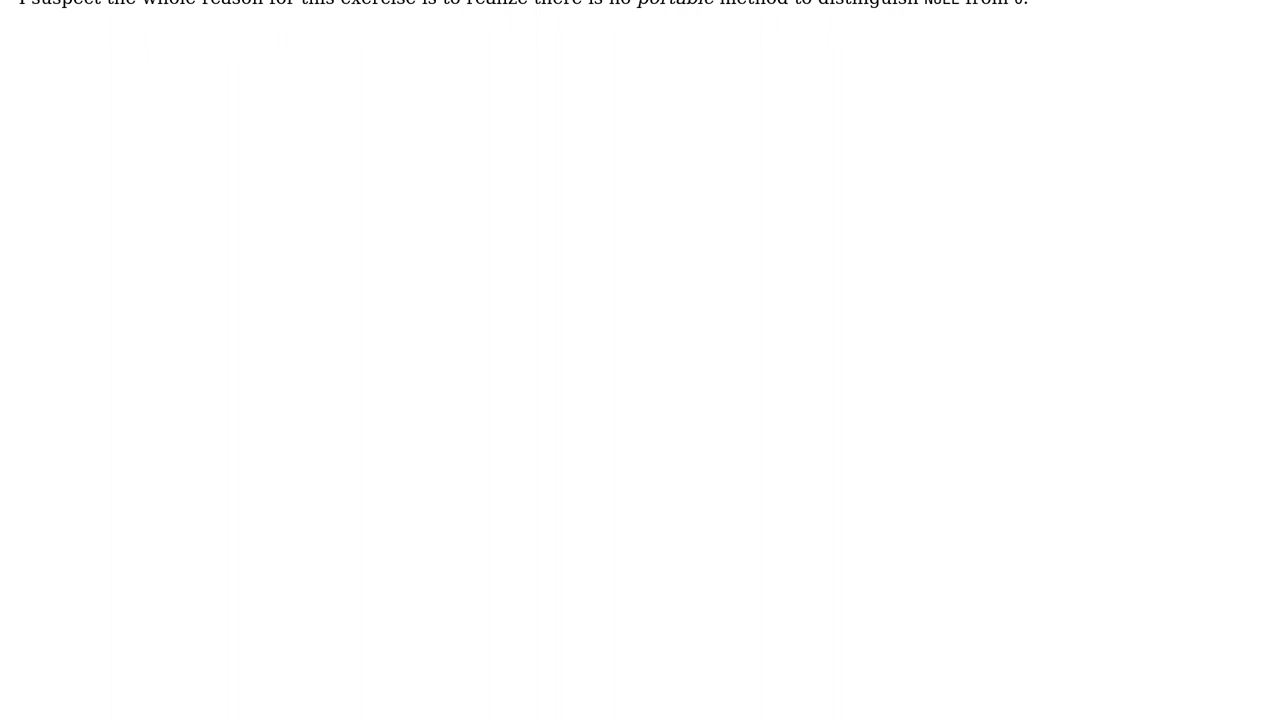 I suspect the whole reason for this exercise is to realize there is no portable method to distinguish NULL from 0.